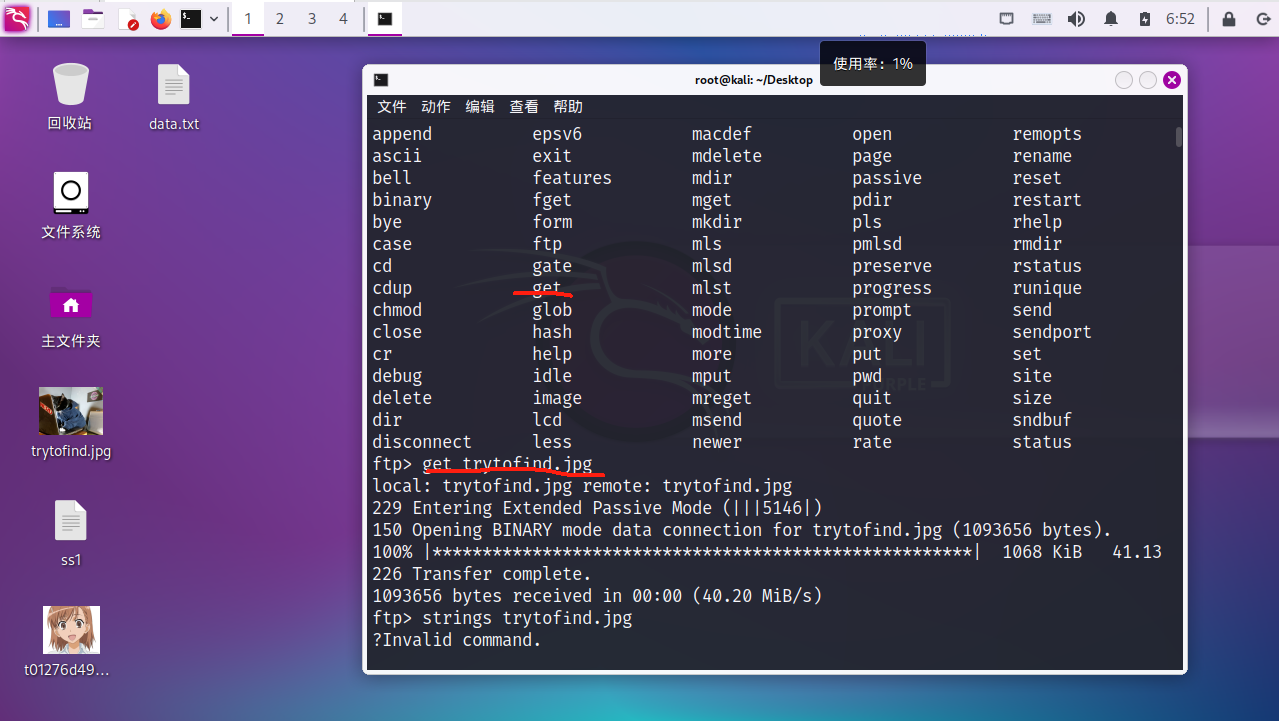 1 2 3 4 6:52
使用率：1%
回收站
data.txt
文件系统
主文件夹
trytofind.jpg
ss1
t01276d49...
root@kali: ~/Desktop
文件 动作 编辑 查看 帮助
append epsv6 macdef open remopts
ascii exit mdelete page rename
bell features mdir passive reset
binary fget mget pdir restart
bye form mkdir pls rhelp
case ftp mls pmlsd rmdir
cd gate mlsd preserve rstatus
cdup get mlst progress runique
chmod glob mode prompt send
close hash modtime proxy sendport
cr help more put set
debug idle mput pwd site
delete image mreget quit size
dir lcd msend quote sndbuf
disconnect less newer rate status
ftp> get trytofind.jpg
local: trytofind.jpg remote: trytofind.jpg
229 Entering Extended Passive Mode (|||5146|)
150 Opening BINARY mode data connection for trytofind.jpg (1093656 bytes).
100% |******************************************************| 1068 KiB 41.13
226 Transfer complete.
1093656 bytes received in 00:00 (40.20 MiB/s)
ftp> strings trytofind.jpg
?Invalid command.
KALI
PURPLE